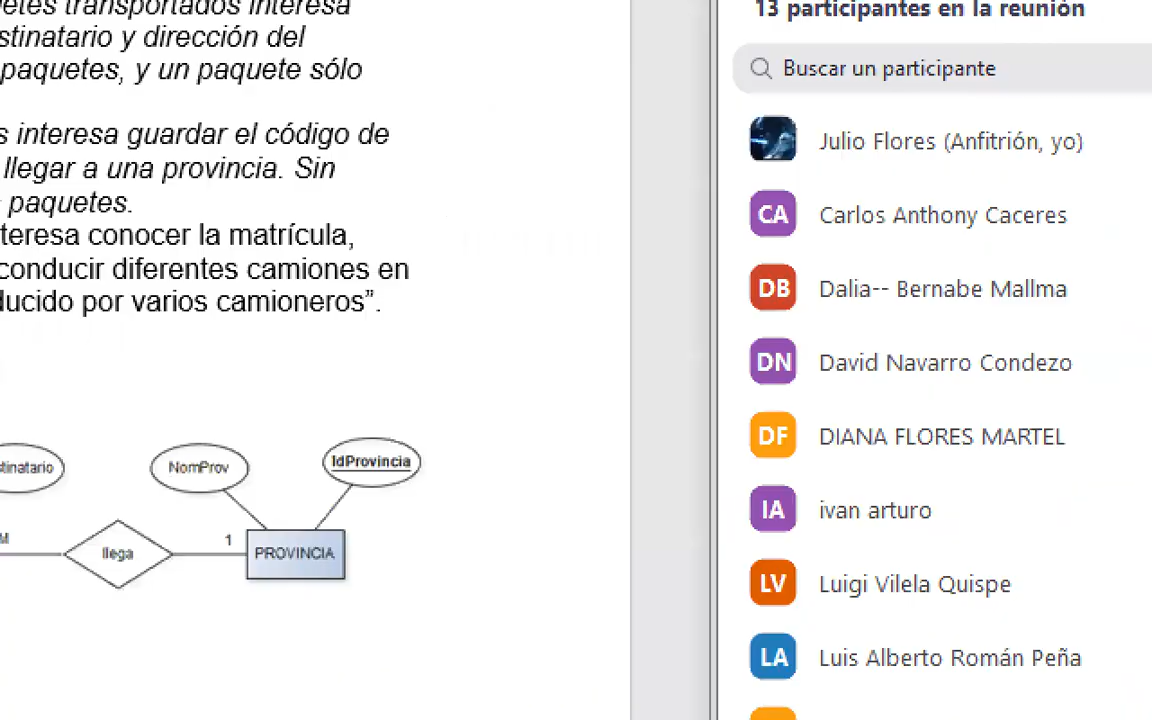 etes transportados interesa
stinatario y dirección del
paquetes, y un paquete sólo
s interesa guardar el código de
llegar a una provincia. Sin
paquetes.
teresa conocer la matrícula,
conducir diferentes camiones en
ducido por varios camioneros”.
stinatario
NomProv
IdProvincia
M
llega
1
PROVINCIA
13 participantes en la reunión
Buscar un participante
Julio Flores (Anfitrión, yo)
CA Carlos Anthony Caceres
DB Dalia-- Bernabe Mallma
DN David Navarro Condezo
DF DIANA FLORES MARTEL
IA ivan arturo
LV Luigi Vilela Quispe
LA Luis Alberto Román Peña